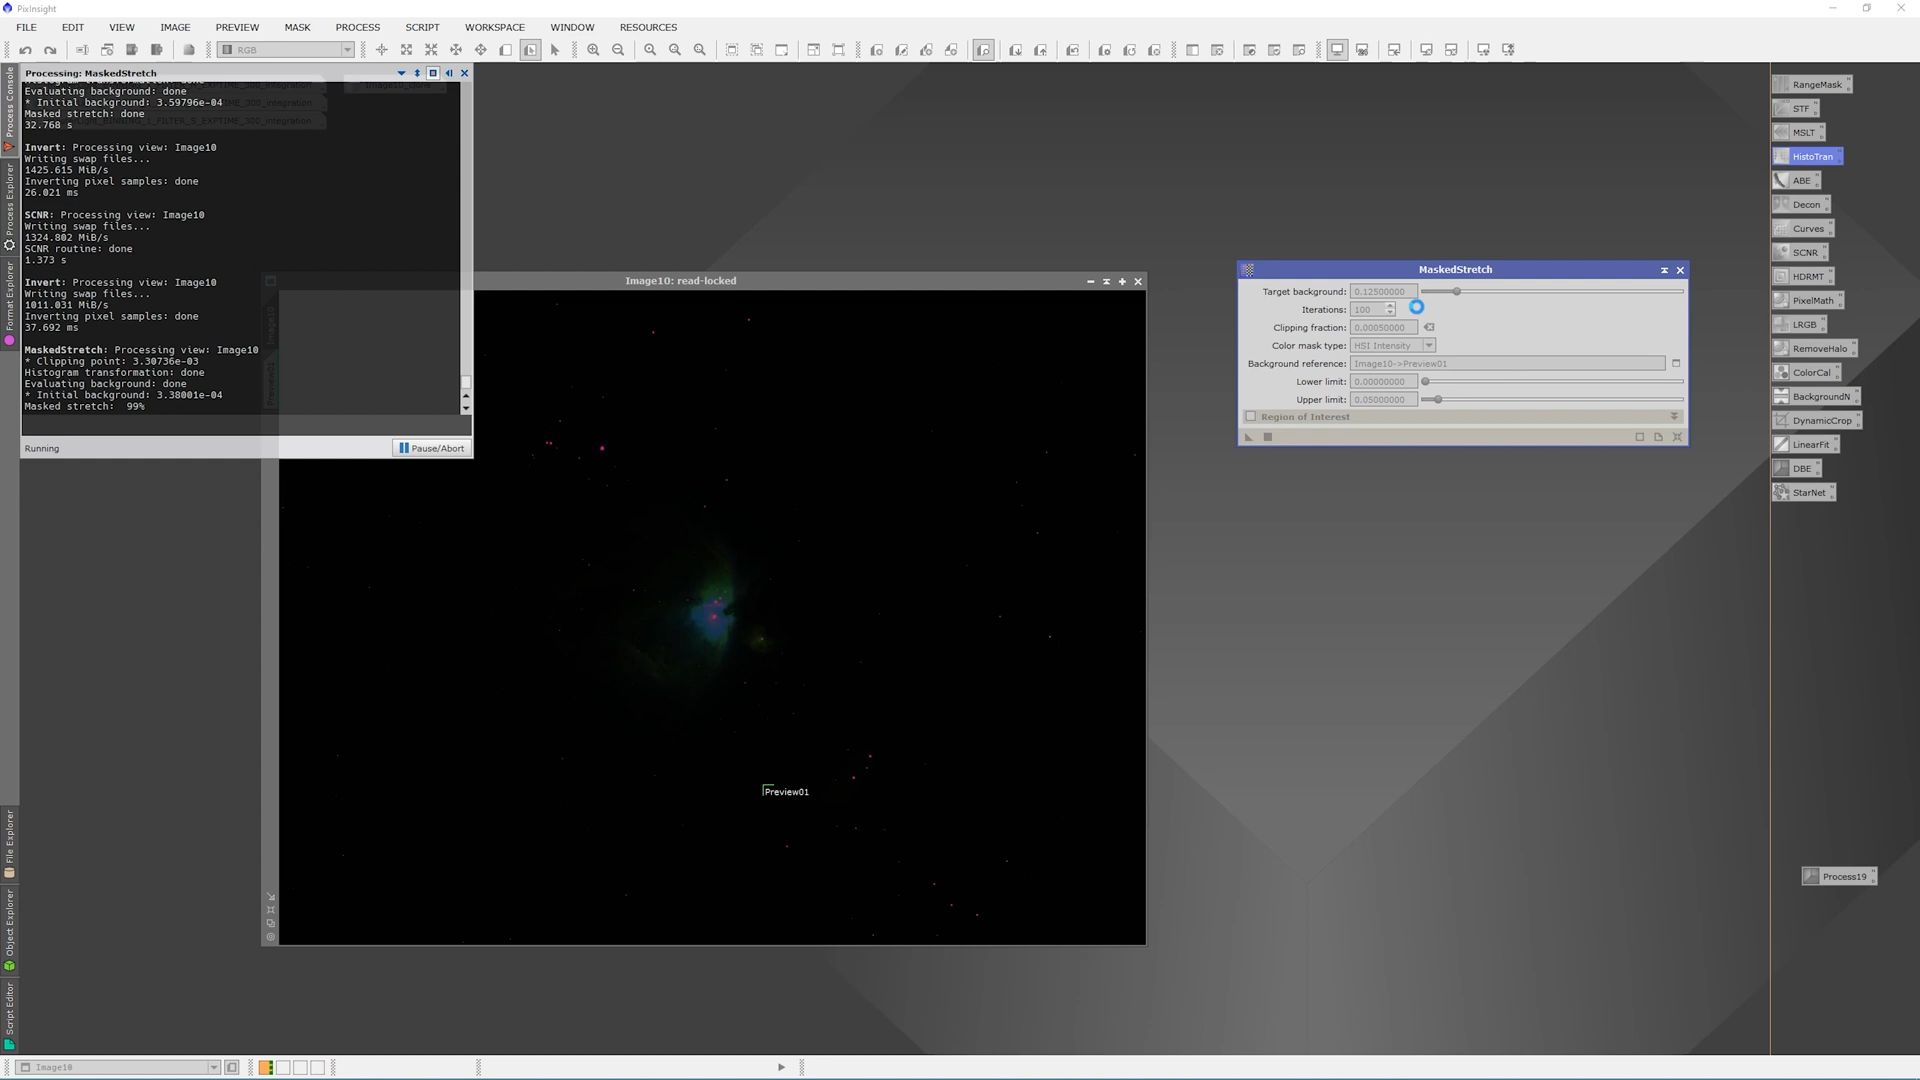 PixInsight
FILE EDIT VIEW IMAGE PREVIEW MASK PROCESS SCRIPT WORKSPACE WINDOW RESOURCES
RGB
Processing: MaskedStretch
Evaluating background: done
* Initial background: 3.59796e-04
Masked stretch: done
32.768 s
Invert: Processing view: Image10
Writing swap files...
1425.615 MiB/s
Inverting pixel samples: done
26.021 ms
SCNR: Processing view: Image10
Writing swap files...
1324.802 MiB/s
SCNR routine: done
1.373 s
Invert: Processing view: Image10
Writing swap files...
1011.031 MiB/s
Inverting pixel samples: done
37.692 ms
MaskedStretch: Processing view: Image10
* Clipping point: 3.30736e-03
Histogram transformation: done
Evaluating background: done
* Initial background: 3.38001e-04
Masked stretch: 99%
Running
Pause/Abort
Process Console
Process Explorer
Format Explorer
File Explorer
Object Explorer
Script Editor
Image10: read-locked
Preview01
MaskedStretch
Target background: 0.12500000
Iterations: 100
Clipping fraction: 0.00050000
Color mask type: HSI Intensity
Background reference: Image10->Preview01
Lower limit: 0.00000000
Upper limit: 0.05000000
Region of Interest
RangeMask
STF
MSLT
HistoTran
ABE
Decon
Curves
SCNR
HDRMT
PixelMath
LRGB
RemoveHalo
ColorCal
BackgroundN
DynamicCrop
LinearFit
DBE
StarNet
Process19
Image10